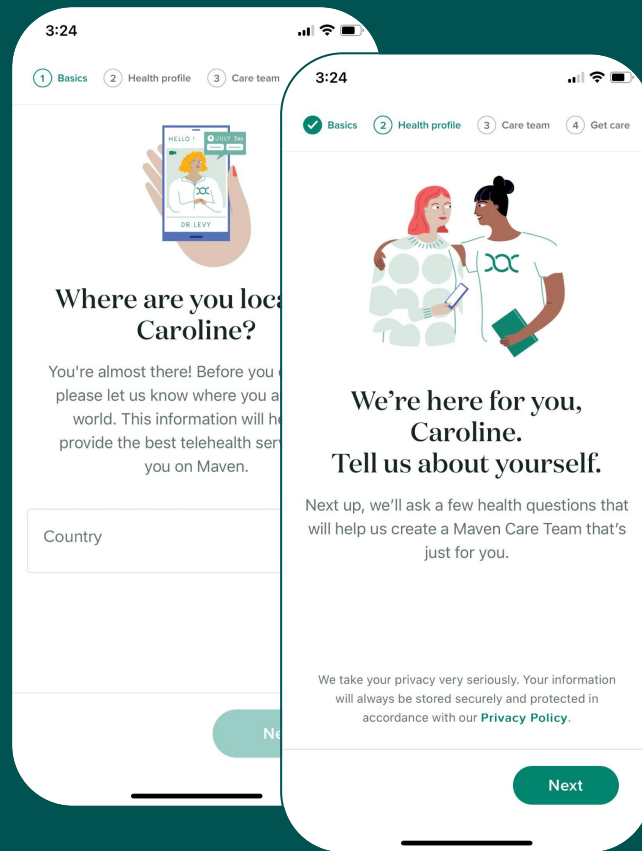 3:24
1 Basics 2 Health profile 3 Care team
HELLO !
JULY
DR LEVY
Where are you loca
Caroline?
You're almost there! Before you
please let us know where you a
world. This information will he
provide the best telehealth ser
you on Maven.
Country
Ne
3:24
Basics 2 Health profile 3 Care team 4 Get care
We're here for you,
Caroline.
Tell us about yourself.
Next up, we'll ask a few health questions that
will help us create a Maven Care Team that's
just for you.
We take your privacy very seriously. Your information
will always be stored securely and protected in
accordance with our Privacy Policy.
Next